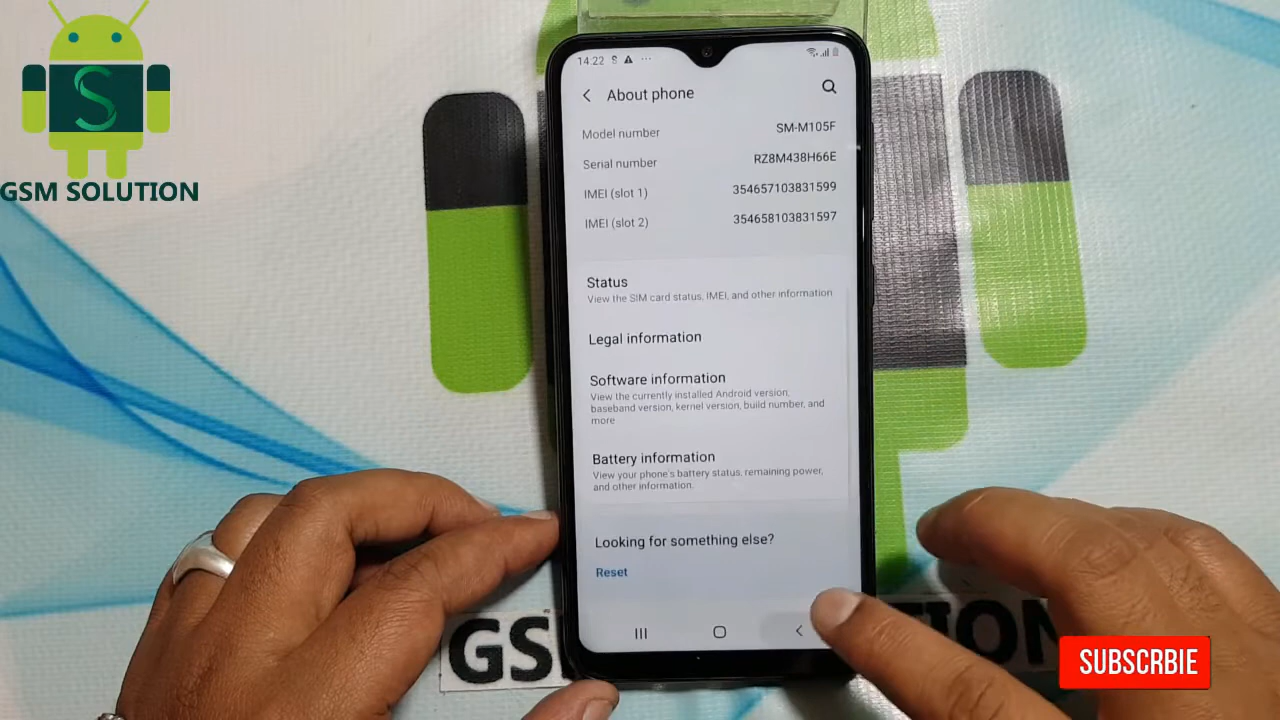 S
GSM SOLUTION
14:22
About phone
Model number SM-M105F
Serial number RZ8M438H66E
IMEI (slot 1) 354657103831599
IMEI (slot 2) 354658103831597
Status
View the SIM card status, IMEI, and other information
Legal information
Software information
View the currently installed Android version,
baseband version, kernel version, build number, and
more
Battery information
View your phone's battery status, remaining power,
and other information.
Looking for something else?
Reset
GS
ION
SUBSCRBIE